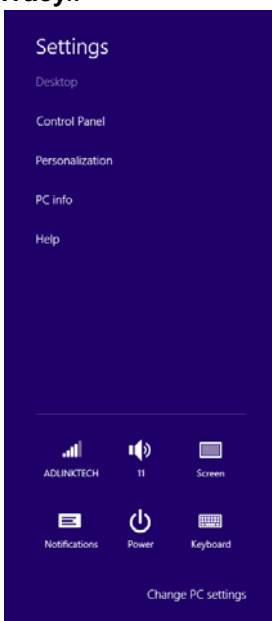 Settings
Desktop
Control Panel
Personalization
PC info
Help
ADLINKTECH 11 Screen
Notifications Power Keyboard
Change PC settings